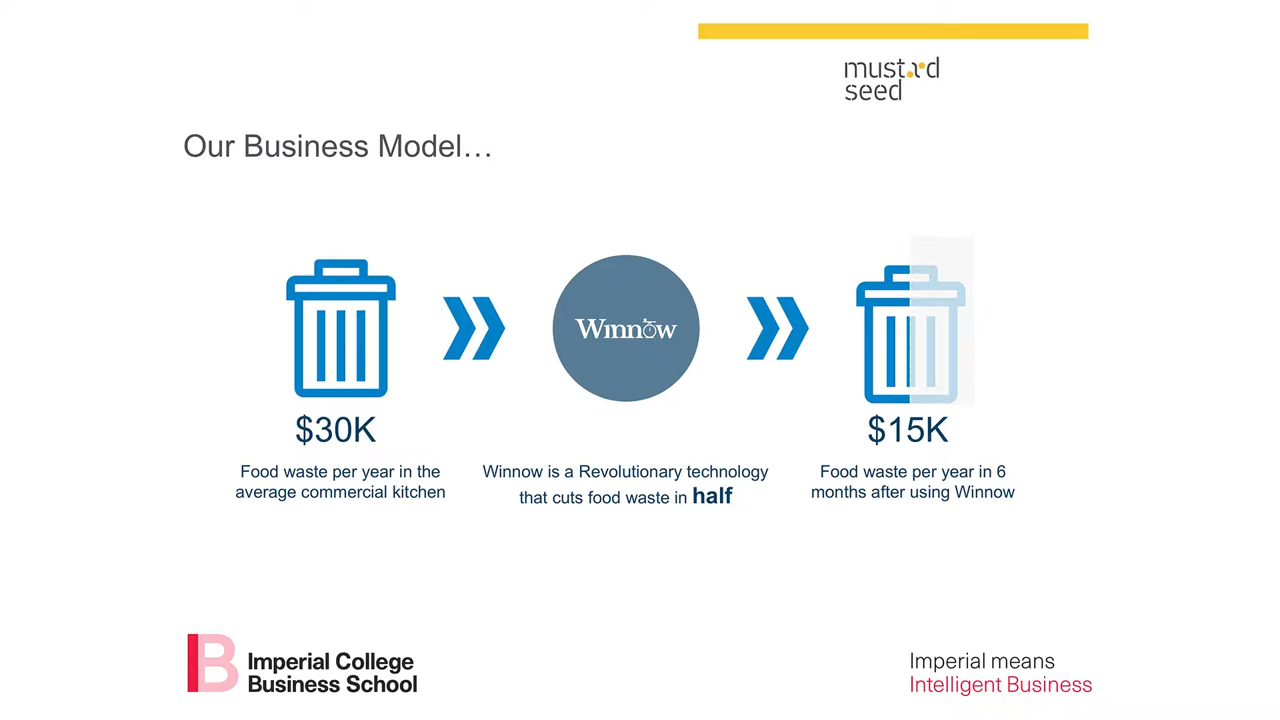 mustard
seed
Our Business Model…
Winnow
$30K
Food waste per year in the
average commercial kitchen
Winnow is a Revolutionary technology
that cuts food waste in half
$15K
Food waste per year in 6
months after using Winnow
B
Imperial College
Business School
Imperial means
Intelligent Business